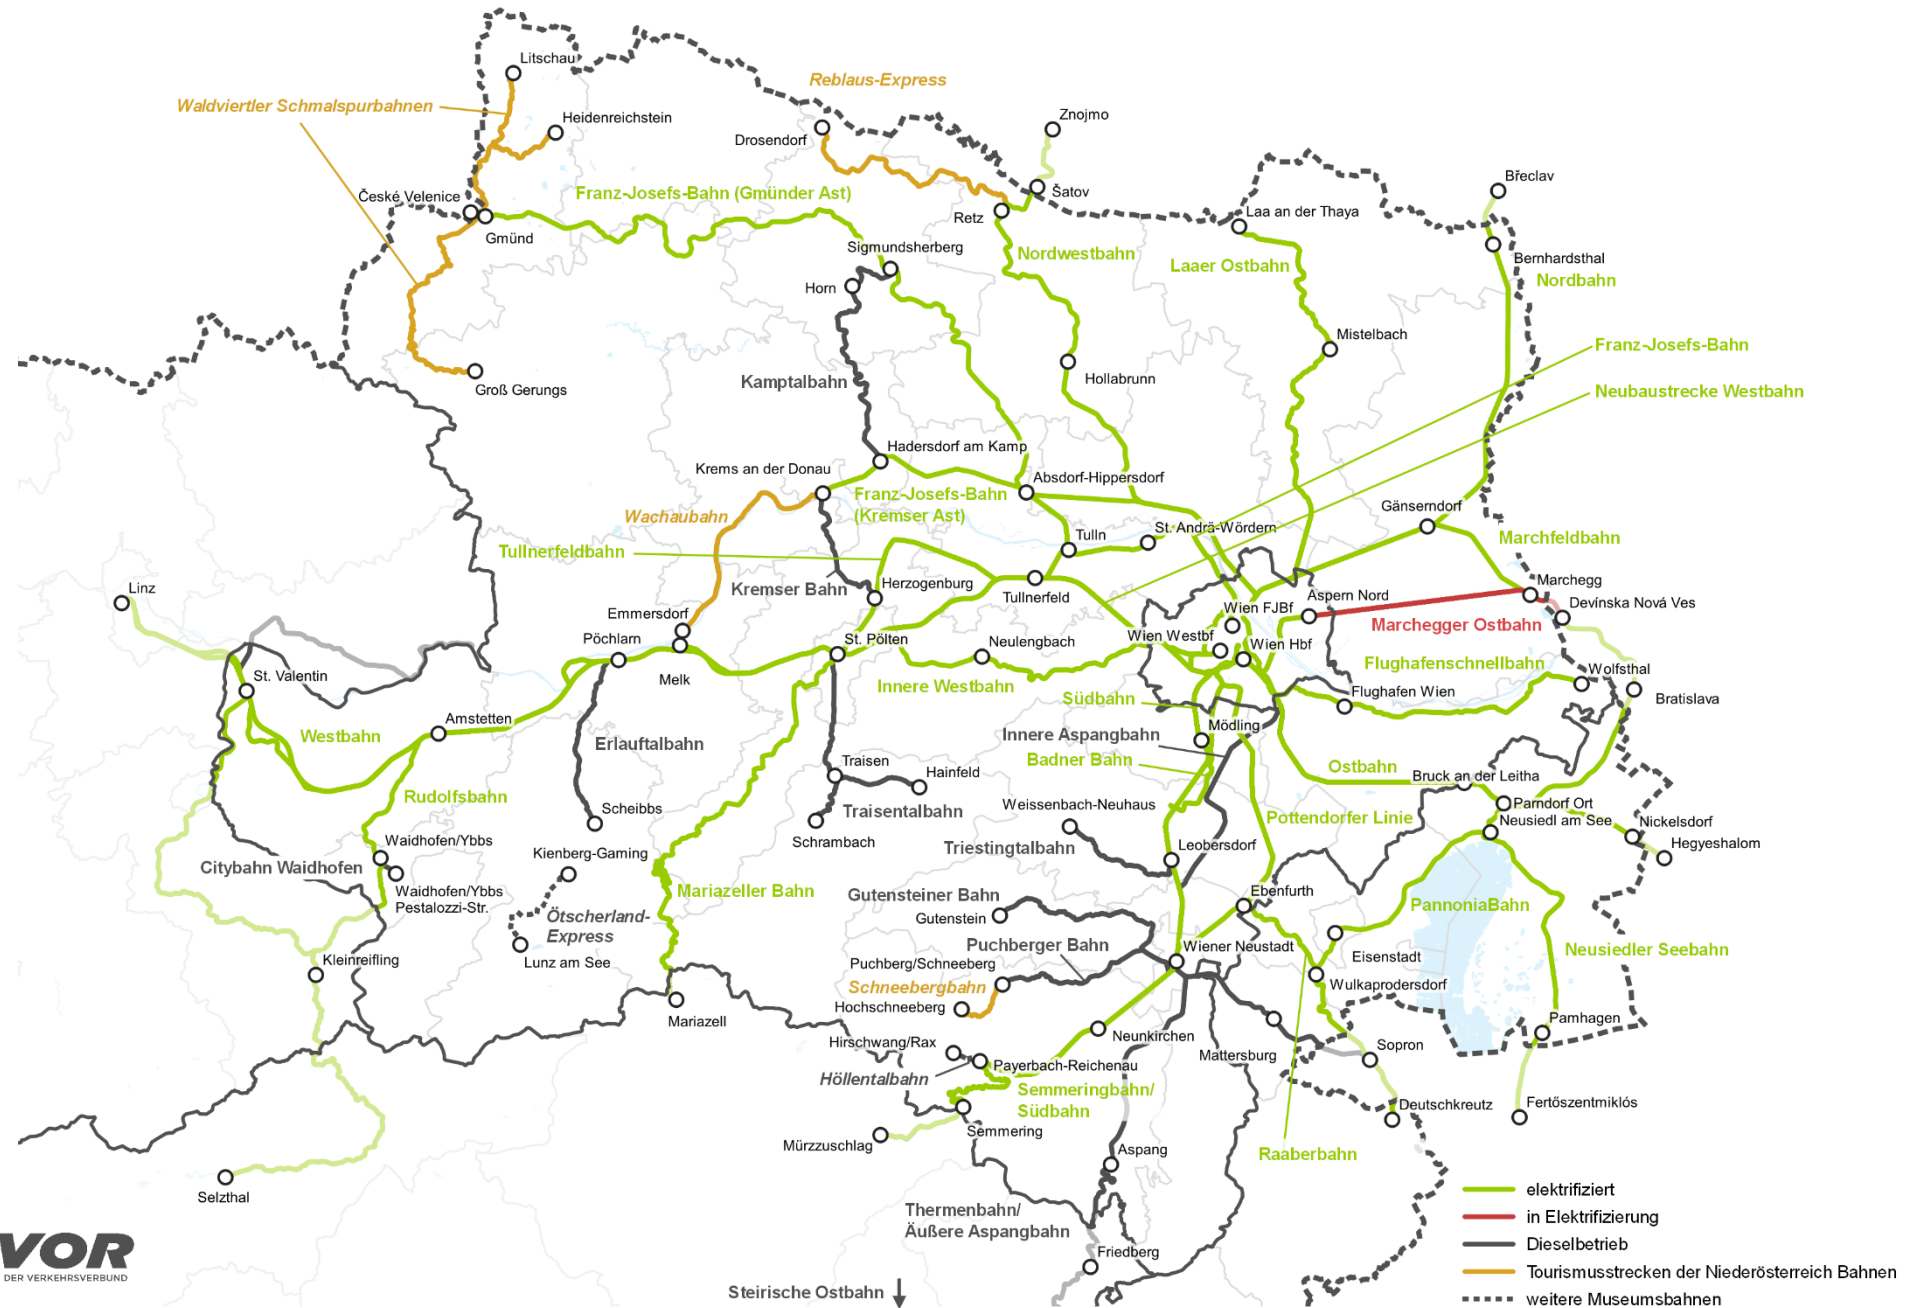 Litschau
Reblaus-Express
Waldviertler Schmalspurbahnen
Heidenreichstein
Drosendorf
Znojmo
České Velenice
Franz-Josefs-Bahn (Gmünder Ast)
Šatov
Břeclav
Retz
Laa an der Thaya
Gmünd
Sigmundsherberg
Nordwestbahn
Laaer Ostbahn
Bernhardsthal
Nordbahn
Horn
Mistelbach
Franz-Josefs-Bahn
Kamptalbahn
Hollabrunn
Groß Gerungs
Neubaustrecke Westbahn
Hadersdorf am Kamp
Krems an der Donau
Absdorf-Hippersdorf
Franz-Josefs-Bahn
(Kremser Ast)
Gänserndorf
Wachaubahn
Tulln
St. Andrä-Wördern
Marchfeldbahn
Tullnerfeldbahn
Linz
Kremser Bahn
Herzogenburg
Tullnerfeld
Aspern Nord
Marchegg
Devínska Nová Ves
Emmersdorf
Wien FJBf
Marchegger Ostbahn
Pöchlarn
St. Pölten
Neulengbach
Wien Westbf
Wien Hbf
Flughafenschnellbahn
St. Valentin
Melk
Innere Westbahn
Wolfsthal
Südbahn
Flughafen Wien
Bratislava
Amstetten
Mödling
Westbahn
Erlauftalbahn
Innere Aspangbahn
Badner Bahn
Traisen
Hainfeld
Ostbahn
Bruck an der Leitha
Rudolfsbahn
Scheibbs
Traisentalbahn
Weissenbach-Neuhaus
Parndorf Ort
Pottendorfer Linie
Neusiedl am See
Nickelsdorf
Schrambach
Hegyeshalom
Waidhofen/Ybbs
Kienberg-Gaming
Triestingtalbahn
Leobersdorf
Citybahn Waidhofen
Waidhofen/Ybbs
Pestalozzi-Str.
Mariazeller Bahn
Gutensteiner Bahn
Ebenfurth
PannoniaBahn
Ötscherland-
Express
Gutenstein
Puchberger Bahn
Wiener Neustadt
Neusiedler Seebahn
Kleinreifling
Lunz am See
Puchberg/Schneeberg
Eisenstadt
Schneebergbahn
Wulkaprodersdorf
Hochschneeberg
Mariazell
Pamhagen
Neunkirchen
Hirschwang/Rax
Mattersburg
Sopron
Payerbach-Reichenau
Höllentalbahn
Semmeringbahn/
Südbahn
Deutschkreutz
Fertőszentmiklós
Semmering
Mürzzuschlag
Aspang
Raaberbahn
Selzthal
Thermenbahn/
Äußere Aspangbahn
Friedberg
Steirische Ostbahn
VOR
DER VERKEHRSVERBUND
elektrifiziert
in Elektrifizierung
Dieselbetrieb
Tourismusstrecken der Niederösterreich Bahnen
weitere Museumsbahnen